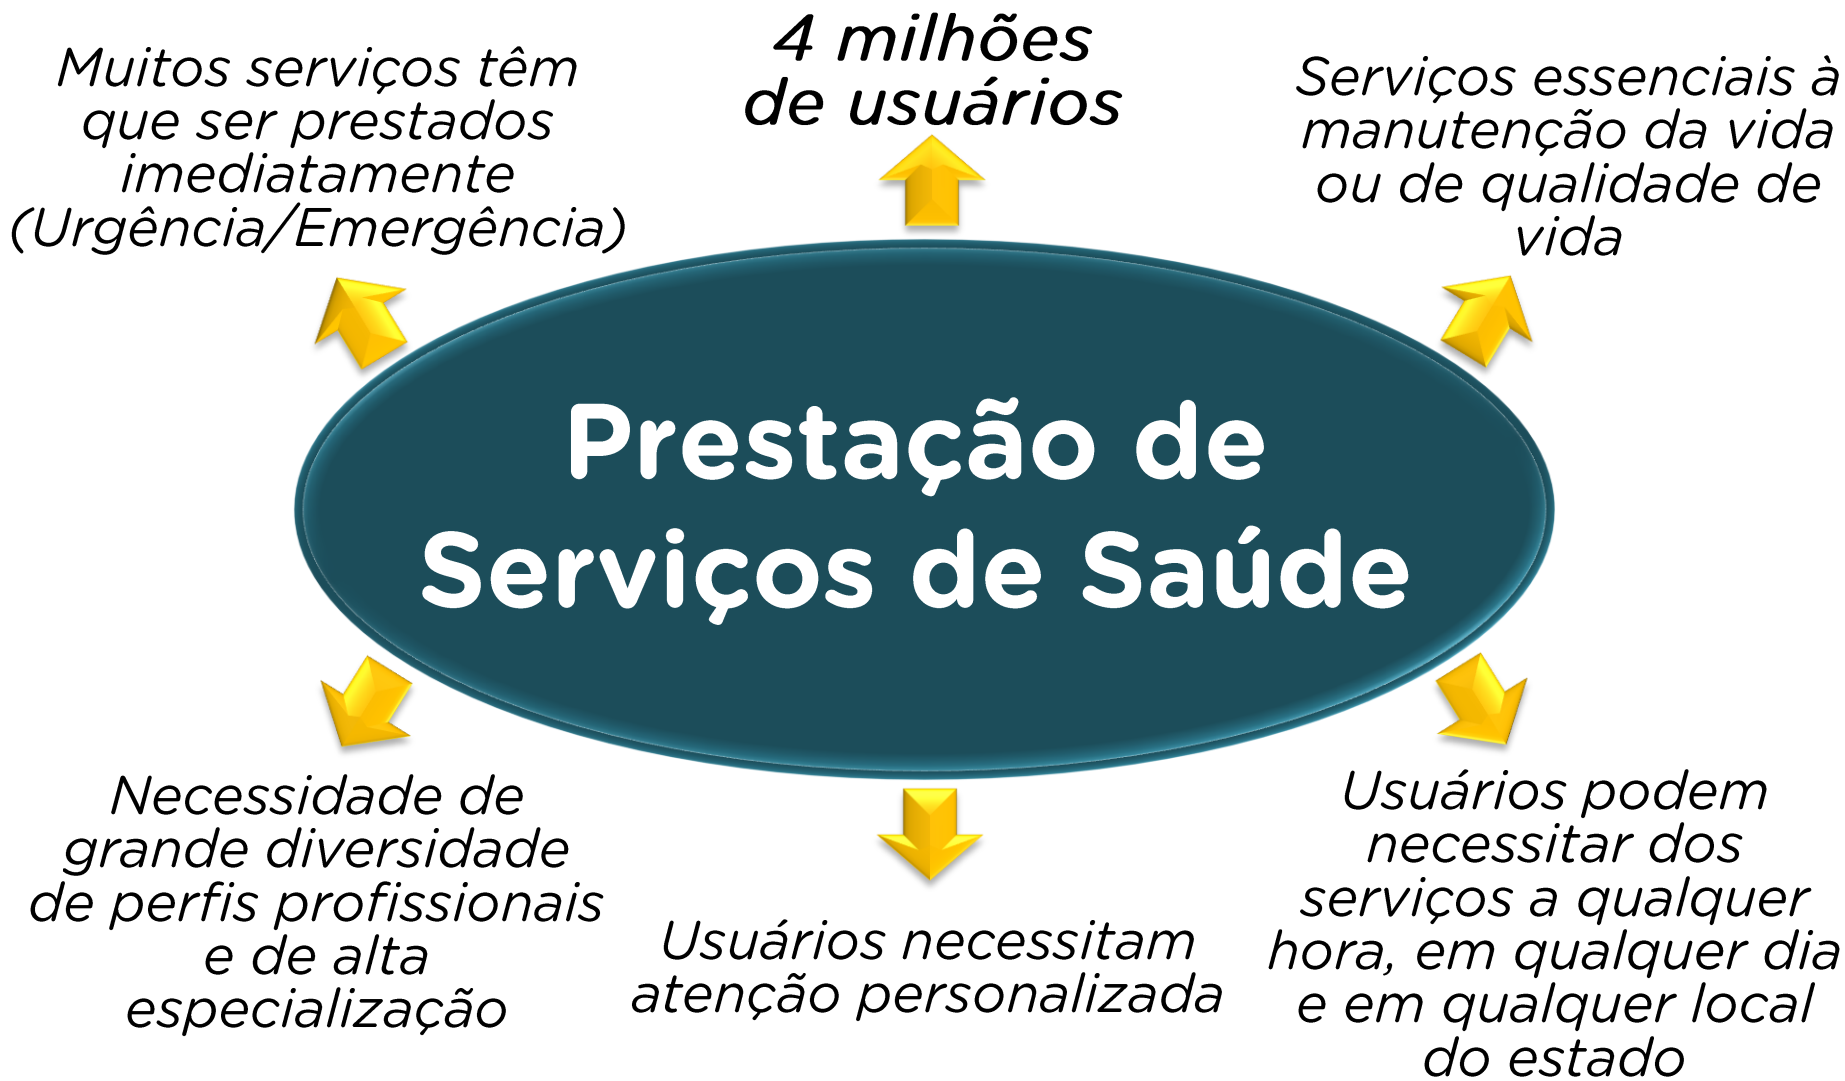 Muitos serviços têm
que ser prestados
imediatamente
(Urgência/Emergência)
4 milhões
de usuários
Serviços essenciais à
manutenção da vida
ou de qualidade de
vida
Prestação de
Serviços de Saúde
Necessidade de
grande diversidade
de perfis profissionais
e de alta
especialização
Usuários necessitam
atenção personalizada
Usuários podem
necessitar dos
serviços a qualquer
hora, em qualquer dia
e em qualquer local
do estado